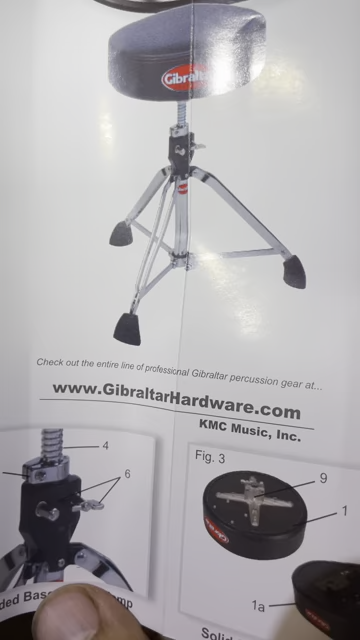 Gibraltar
Check out the entire line of professional Gibraltar percussion gear at...
www.GibraltarHardware.com
KMC Music, Inc.
4
6
Fig. 3
9
1
1a